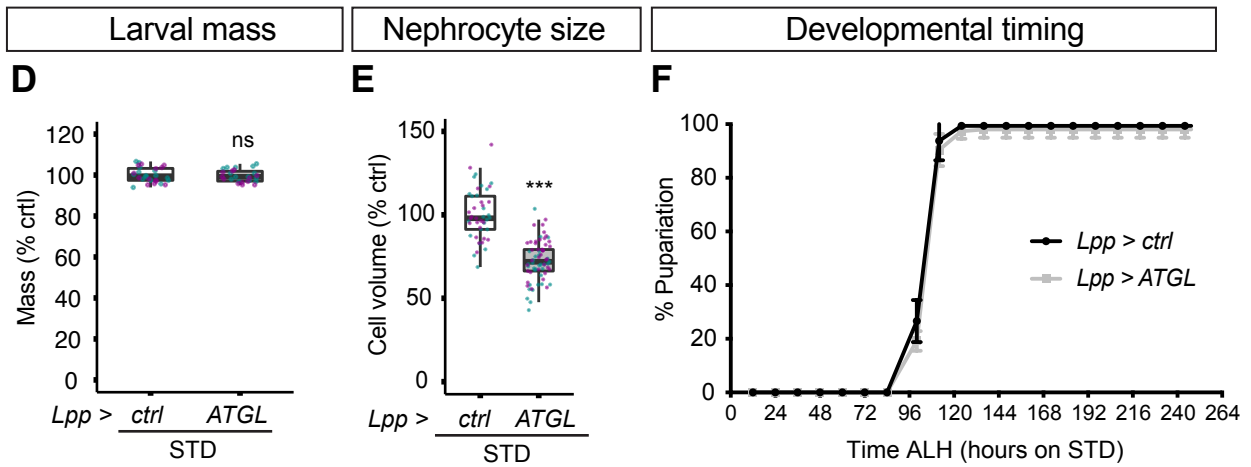 Larval mass
Nephrocyte size
Developmental timing
D
E
F
Mass (% crtl)
120
100
80
60
40
20
0
ns
Lpp >
ctrl
ATGL
STD
Cell volume (% ctrl)
150
100
50
0
***
ctrl
ATGL
STD
% Pupariation
100
80
60
40
20
0
Lpp > ctrl
Lpp > ATGL
0 24 48 72 96 120 144 168 192 216 240 264
Time ALH (hours on STD)